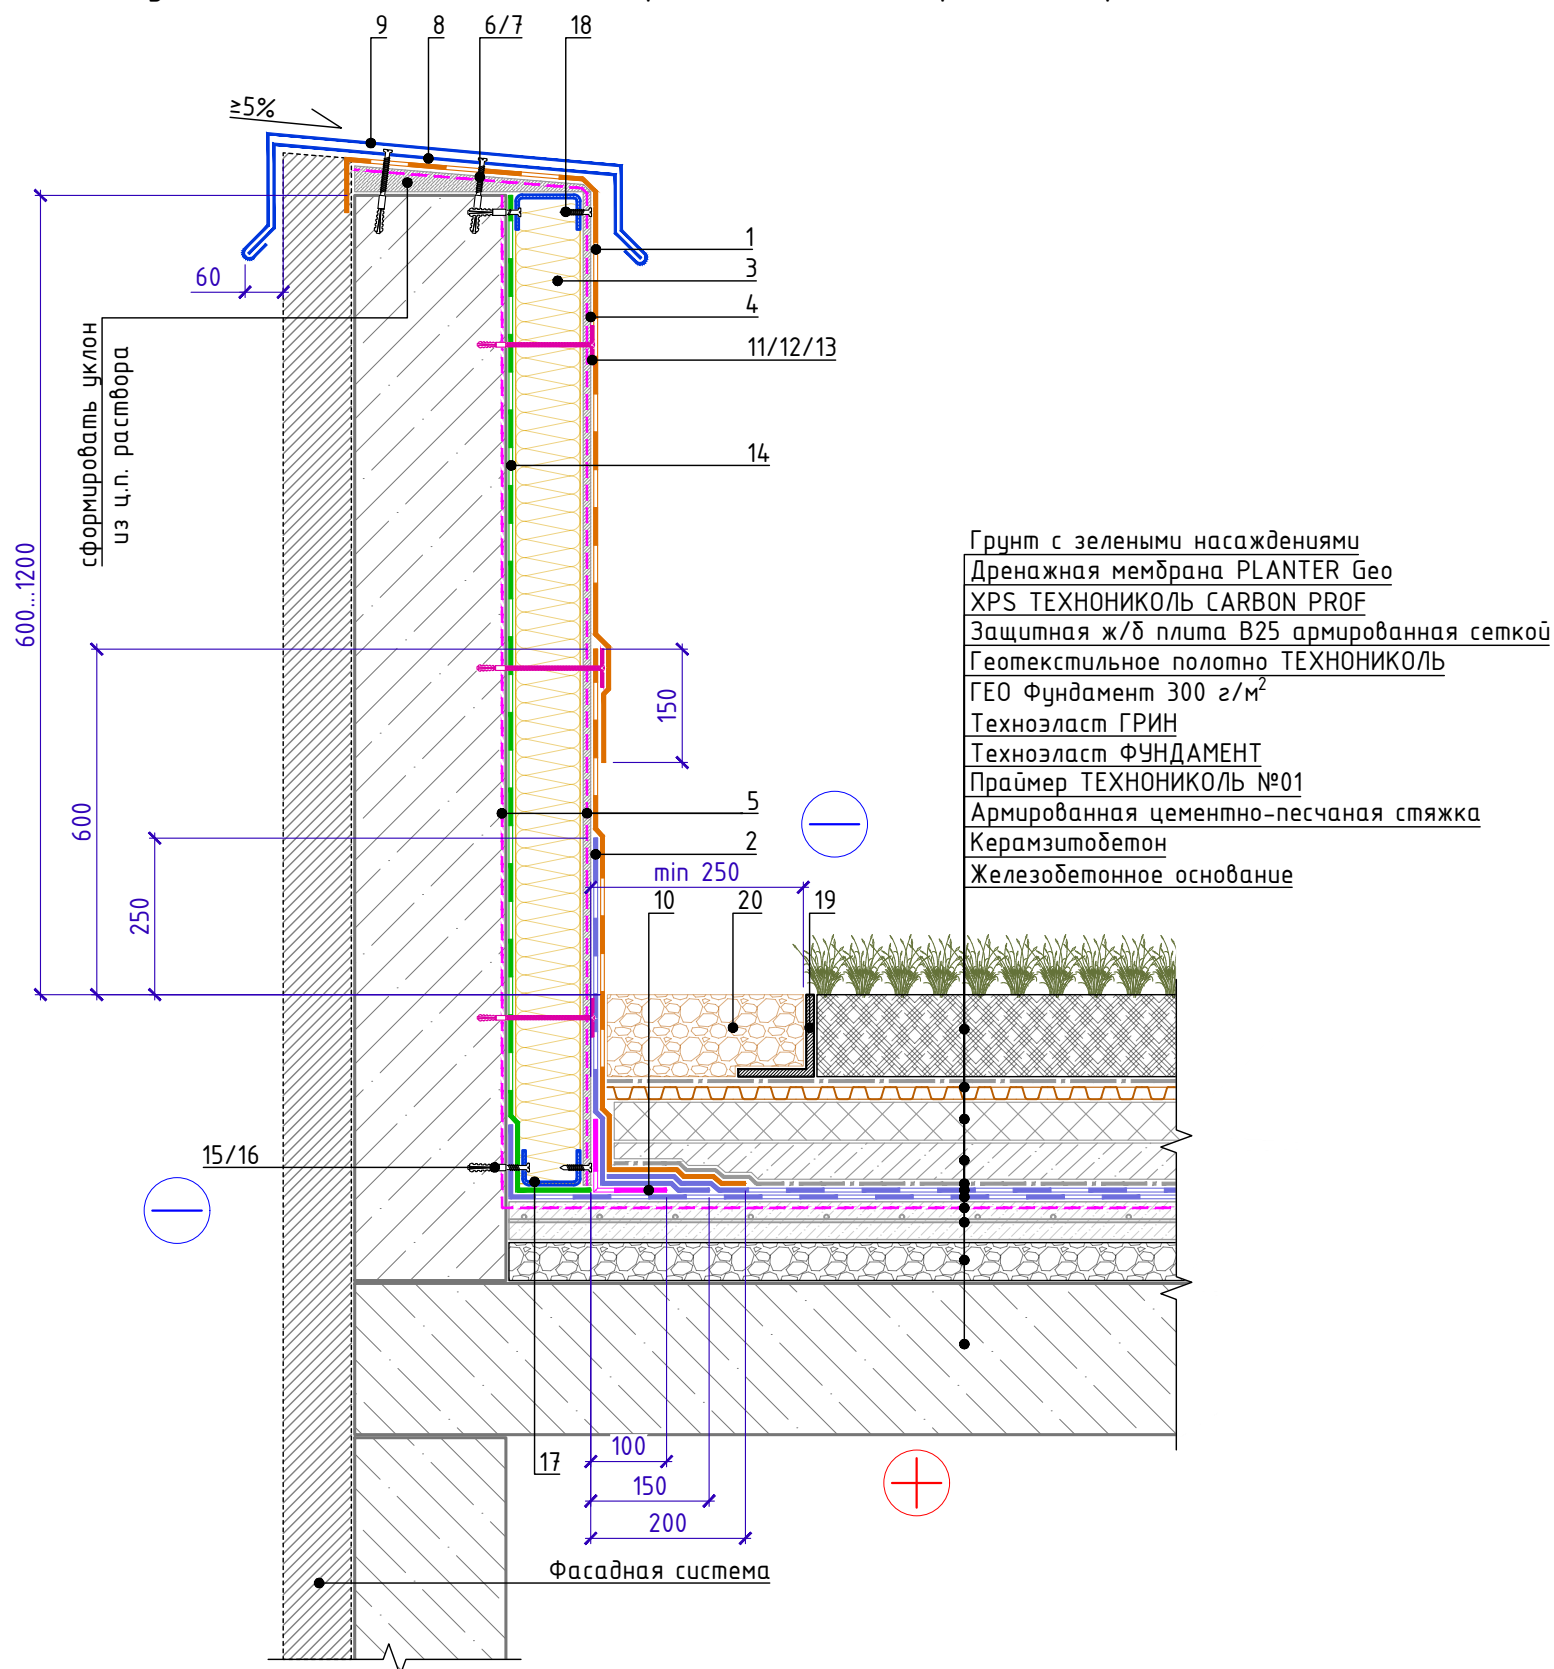 9
8
6/7
18
≥5%
1
60
3
4
11/12/13
сформировать уклон
из ц.п. раствора
14
600...1200
Грунт с зелеными насаждениями
Дренажная мембрана PLANTER Geo
XPS ТЕХНОНИКОЛЬ CARBON PROF
Защитная ж/б плита В25 армированная сеткой
Геотекстильное полотно ТЕХНОНИКОЛЬ
ГЕО Фундамент 300 г/м²
Техноэласт ГРИН
Техноэласт ФУНДАМЕНТ
Праймер ТЕХНОНИКОЛЬ №01
Армированная цементно-песчаная стяжка
Керамзитобетон
Железобетонное основание
150
600
5
2
250
min 250
10
20
19
15/16
17
100
150
200
Фасадная система